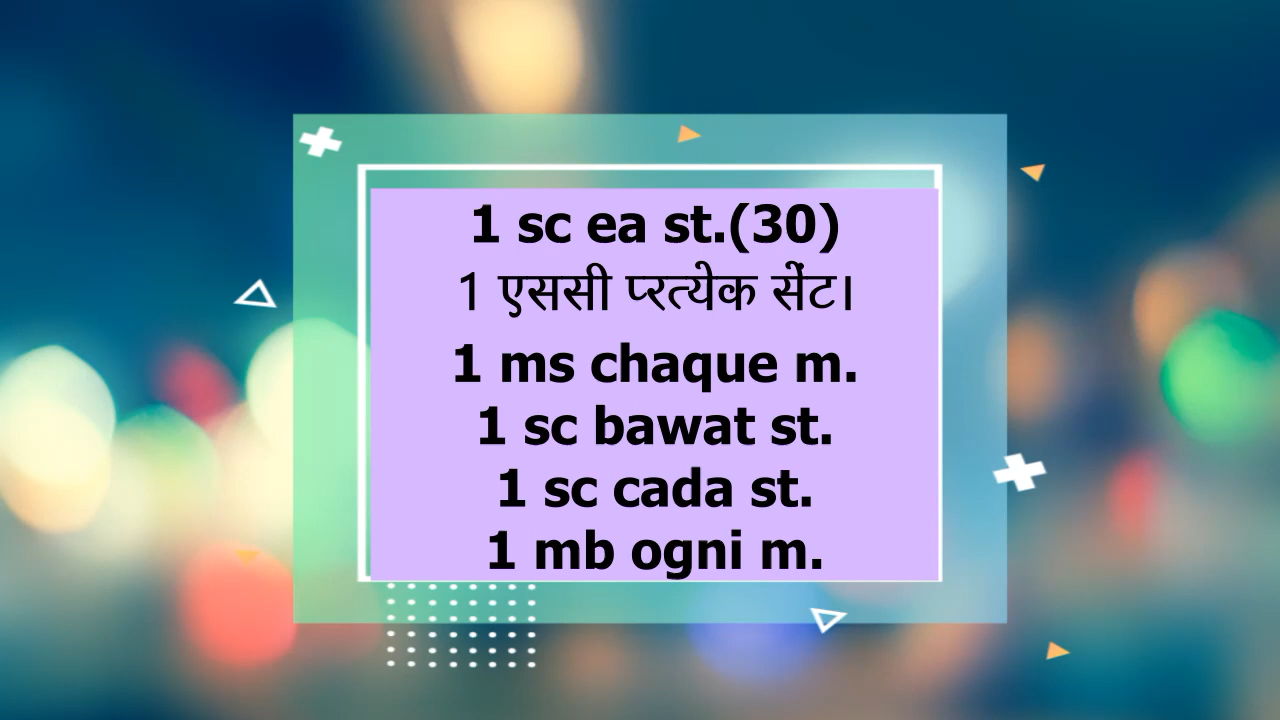 1 sc ea st.(30)
1 एससी प्रत्येक सेंट।
1 ms chaque m.
1 sc bawat st.
1 sc cada st.
1 mb ogni m.